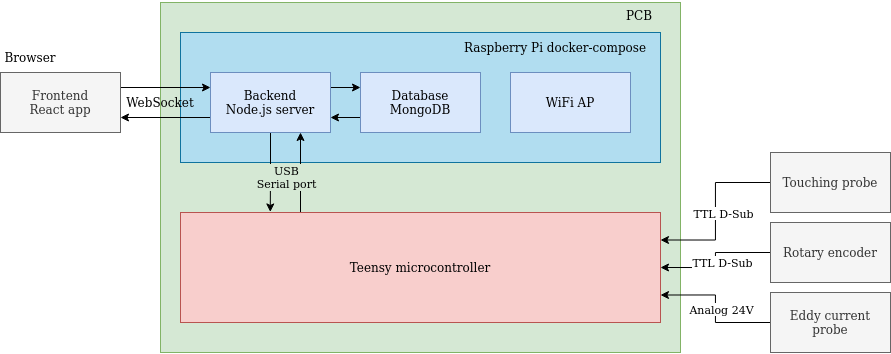 PCB
Raspberry Pi docker-compose
Browser
Frontend
React app
WebSocket
Backend
Node.js server
Database
MongoDB
WiFi AP
USB
Serial port
Teensy microcontroller
Touching probe
TTL D-Sub
Rotary encoder
TTL D-Sub
Eddy current
probe
Analog 24V